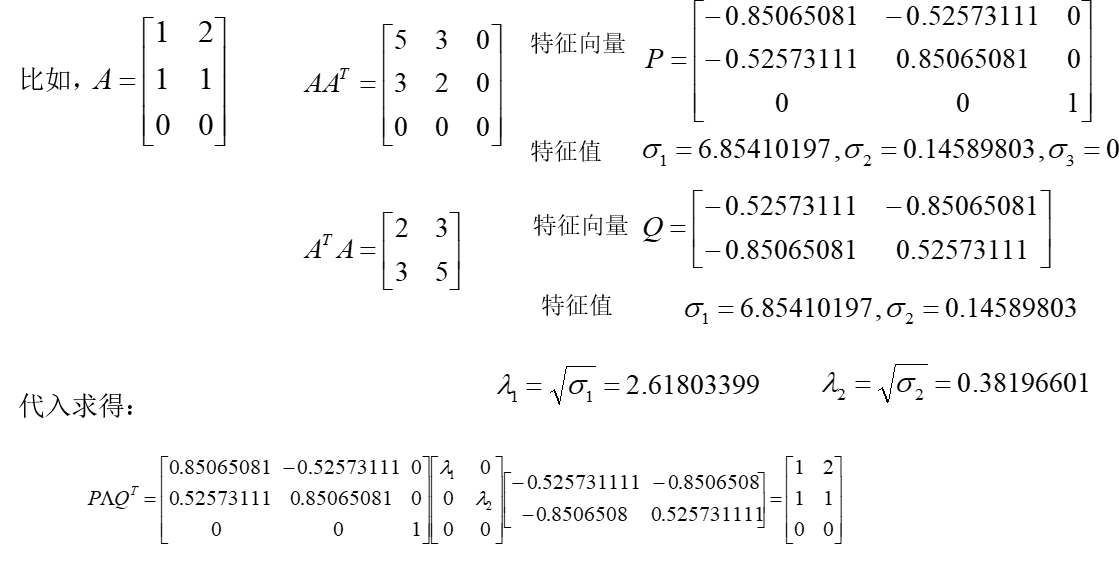 比如，A = [1 2; 1 1; 0 0]
AA^T = [5 3 0; 3 2 0; 0 0 0]
特征向量 P = [−0.85065081 −0.52573111 0; −0.52573111 0.85065081 0; 0 0 1]
特征值 σ₁ = 6.85410197, σ₂ = 0.14589803, σ₃ = 0
A^T A = [2 3; 3 5]
特征向量 Q = [−0.52573111 −0.85065081; −0.85065081 0.52573111]
特征值 σ₁ = 6.85410197, σ₂ = 0.14589803
λ₁ = √σ₁ = 2.61803399 λ₂ = √σ₂ = 0.38196601
代入求得：
PΛQ^T = [0.85065081 −0.52573111 0; 0.52573111 0.85065081 0; 0 0 1] [λ₁ 0; 0 λ₂; 0 0] [−0.525731111 −0.8506508; −0.8506508 0.525731111] = [1 2; 1 1; 0 0]